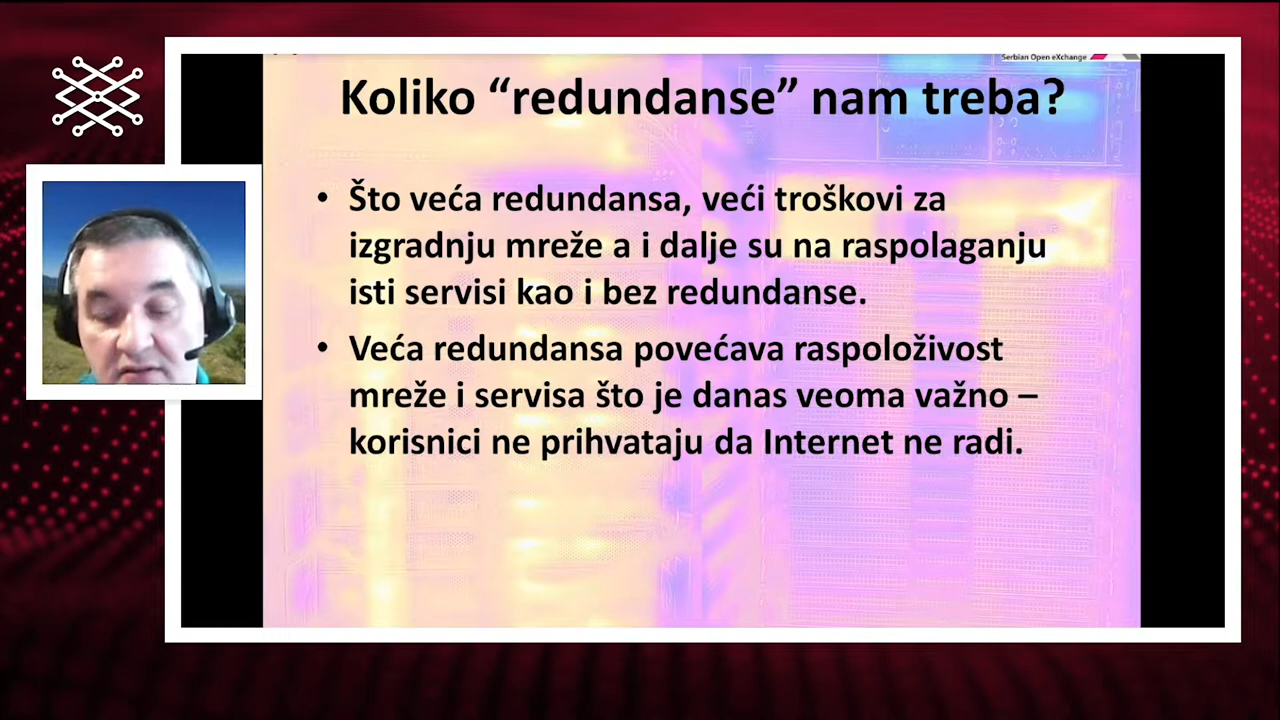 Serbian Open eXchange
Koliko “redundanse” nam treba?
• Što veća redundansa, veći troškovi za
izgradnju mreže a i dalje su na raspolaganju
isti servisi kao i bez redundanse.
• Veća redundansa povećava raspoloživost
mreže i servisa što je danas veoma važno –
korisnici ne prihvataju da Internet ne radi.